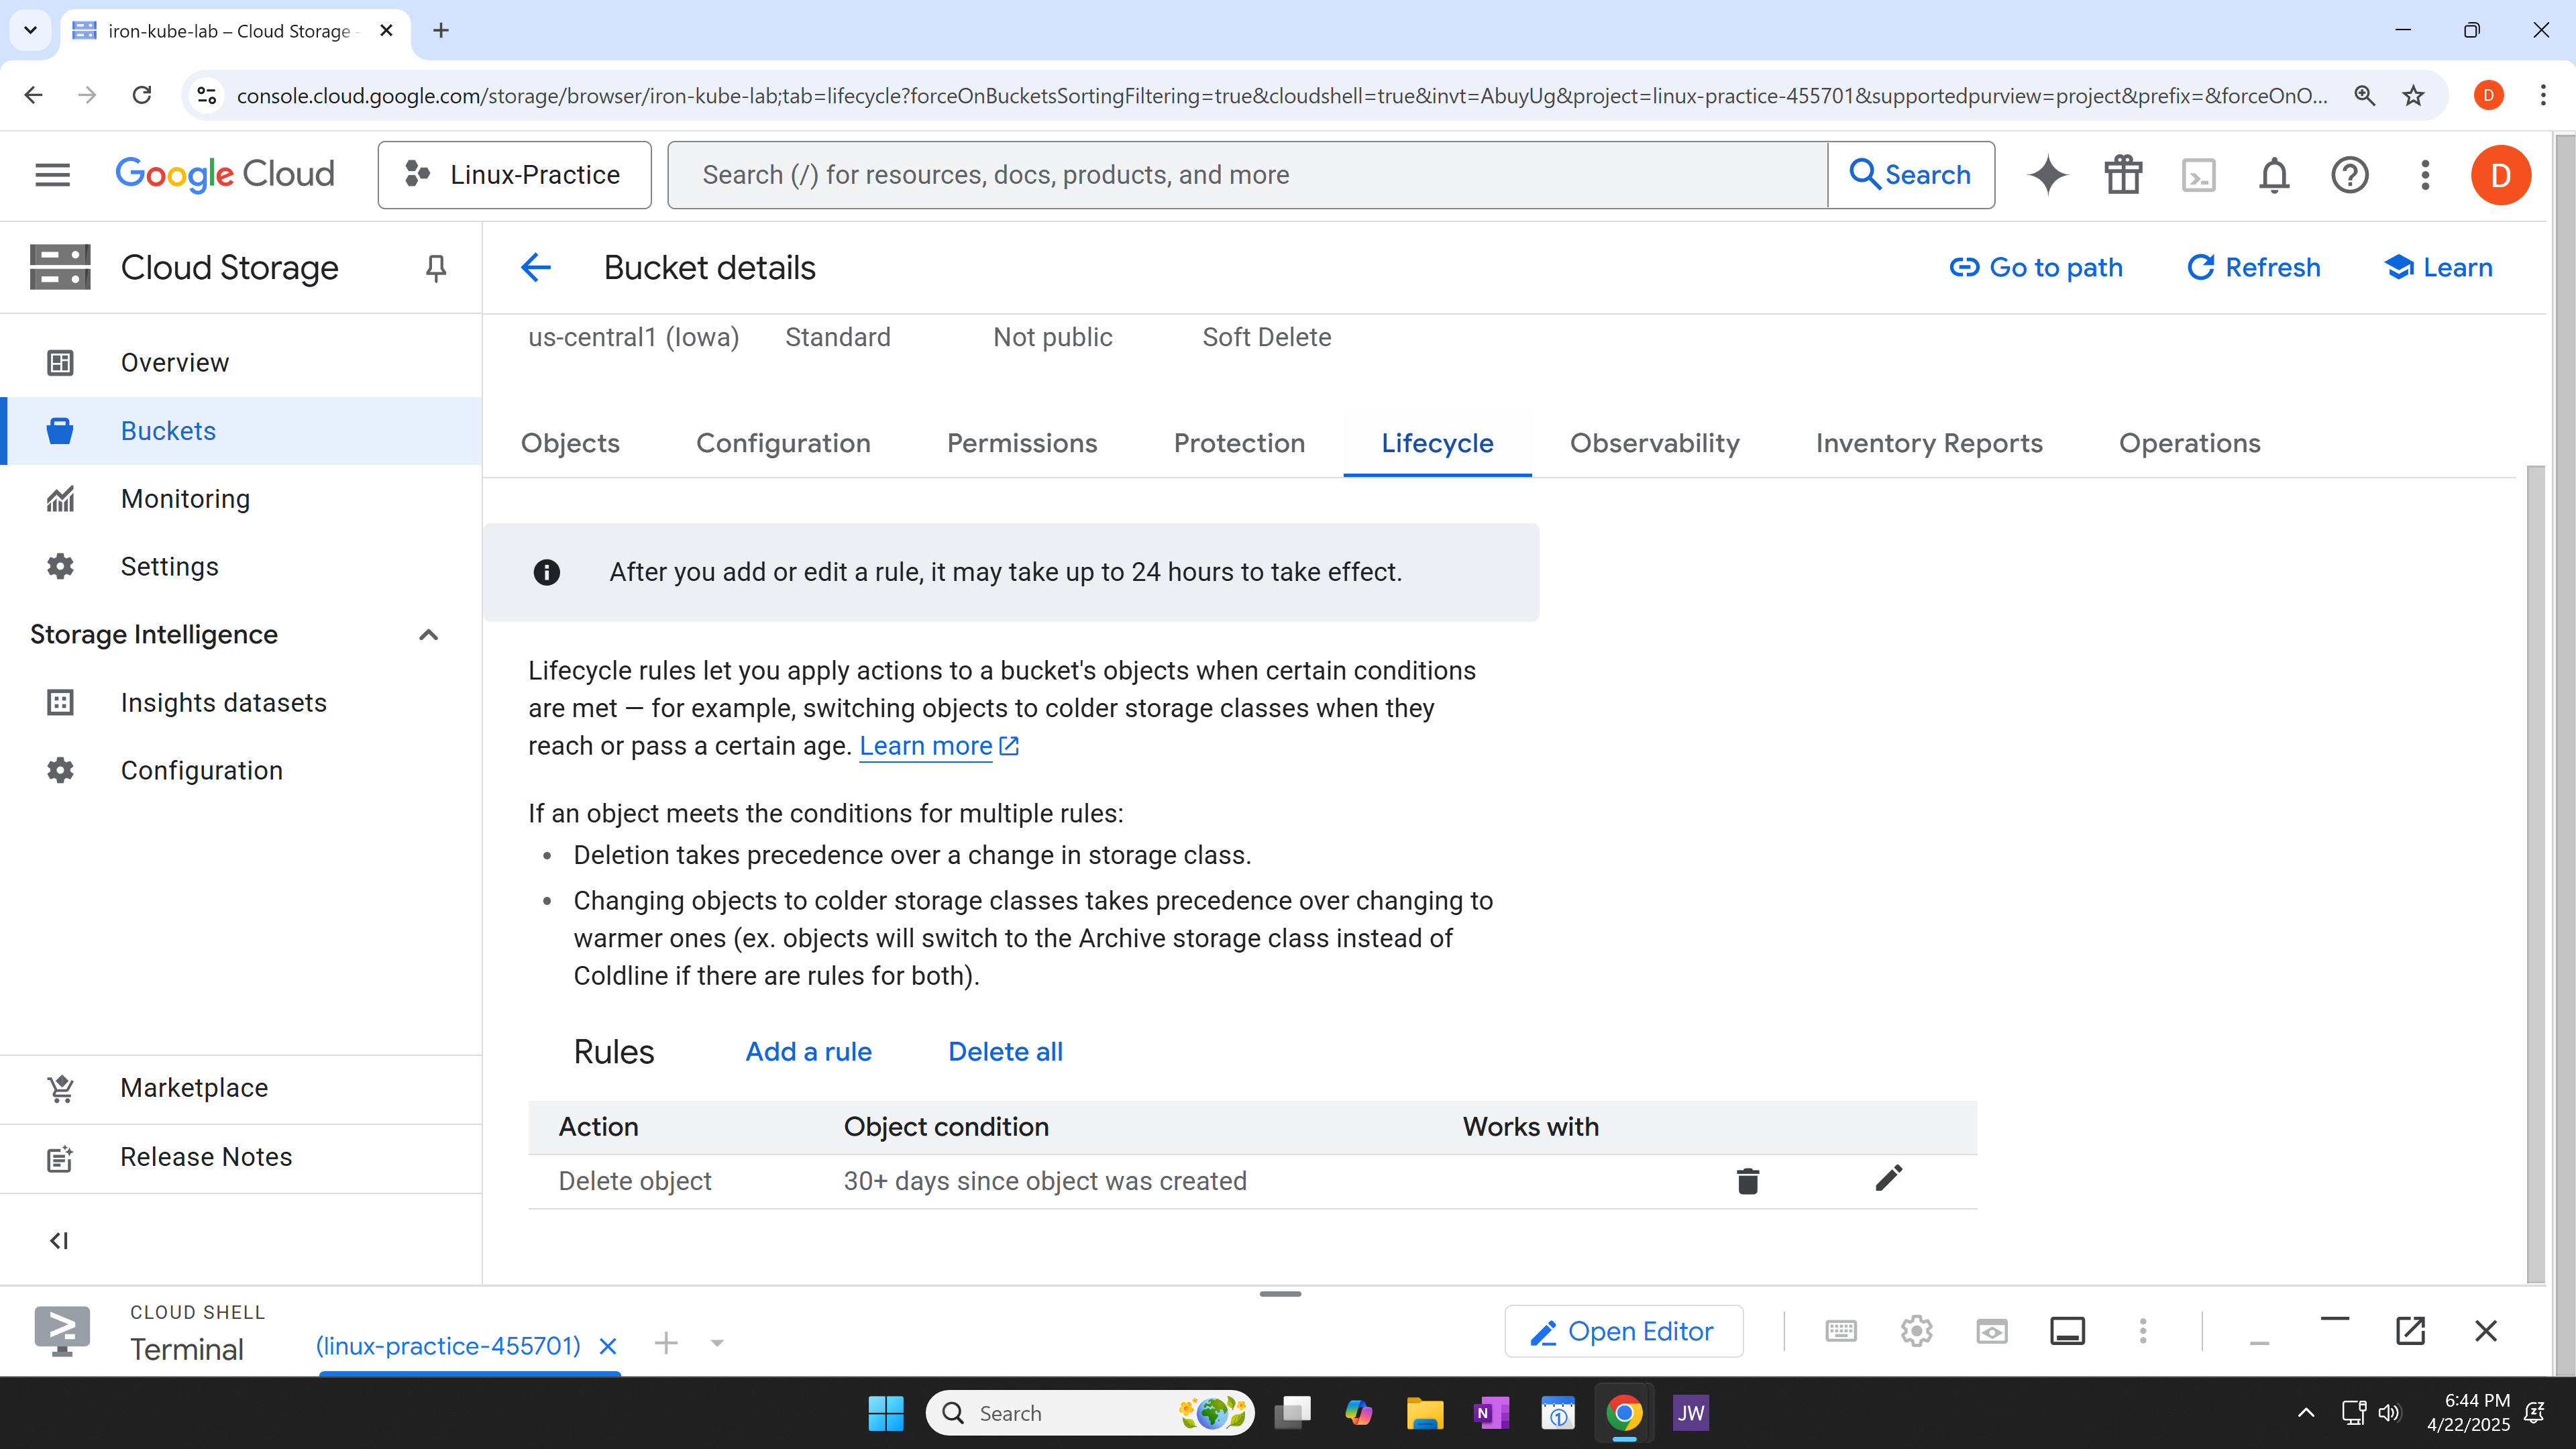 iron-kube-lab – Cloud Storage
console.cloud.google.com/storage/browser/iron-kube-lab;tab=lifecycle?forceOnBucketsSortingFiltering=true&cloudshell=true&invt=AbuyUg&project=linux-practice-455701&supportedpurview=project&prefix=&forceOnO...
D
Google Cloud
Linux-Practice
Search (/) for resources, docs, products, and more
Search
D
Cloud Storage
Bucket details
Go to path
Refresh
Learn
us-central1 (Iowa) Standard Not public Soft Delete
Overview
Buckets
Monitoring
Settings
Storage Intelligence
Insights datasets
Configuration
Marketplace
Release Notes
Objects Configuration Permissions Protection Lifecycle Observability Inventory Reports Operations
After you add or edit a rule, it may take up to 24 hours to take effect.
Lifecycle rules let you apply actions to a bucket's objects when certain conditions
are met — for example, switching objects to colder storage classes when they
reach or pass a certain age. Learn more
If an object meets the conditions for multiple rules:
• Deletion takes precedence over a change in storage class.
• Changing objects to colder storage classes takes precedence over changing to
warmer ones (ex. objects will switch to the Archive storage class instead of
Coldline if there are rules for both).
Rules Add a rule Delete all
Action Object condition Works with
Delete object 30+ days since object was created
CLOUD SHELL
Terminal
(linux-practice-455701)
Open Editor
Search
N
1
JW
6:44 PM
4/22/2025